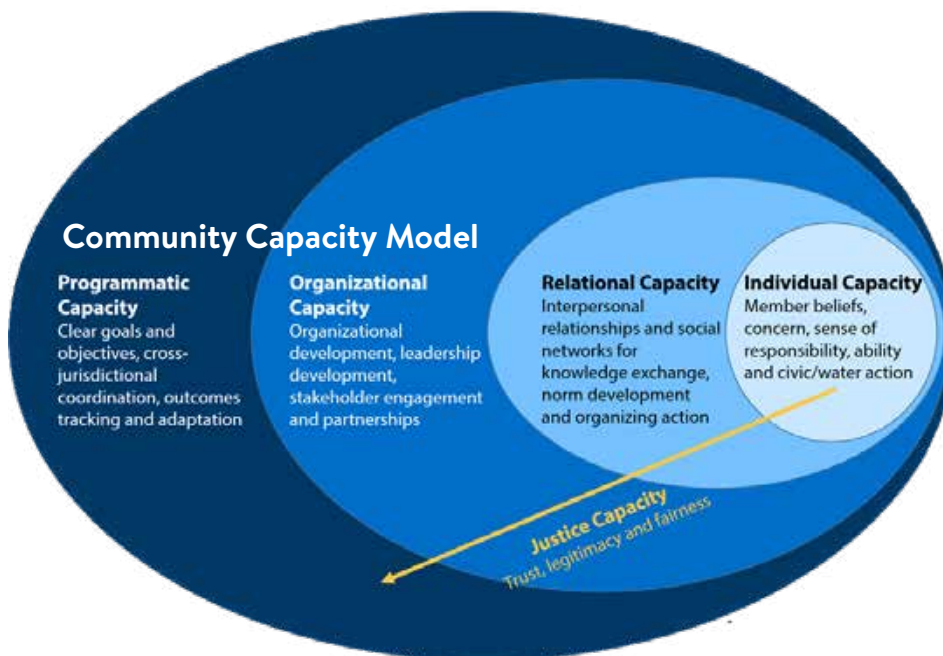 Community Capacity Model
Programmatic
Capacity
Clear goals and
objectives, cross-
jurisdictional
coordination, outcomes
tracking and adaptation
Organizational
Capacity
Organizational
development, leadership
development,
stakeholder engagement
and partnerships
Relational Capacity
Interpersonal
relationships and social
networks for
knowledge exchange,
norm development
and organizing action
Individual Capacity
Member beliefs,
concern, sense of
responsibility, ability
and civic/water action
Justice Capacity
Trust, legitimacy and fairness